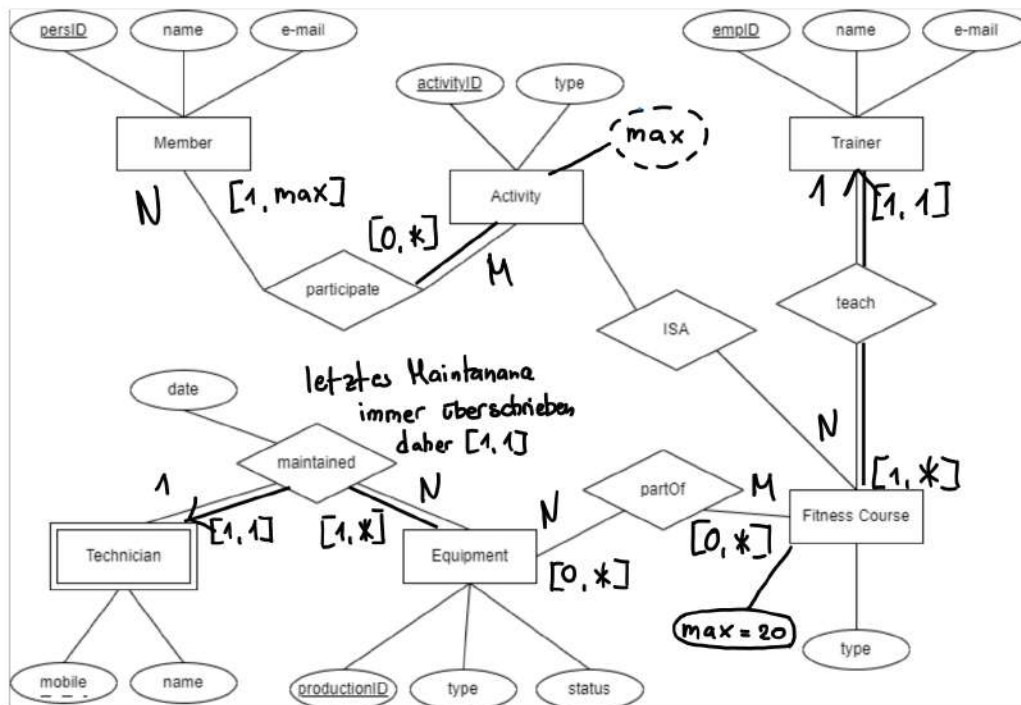 persID
name
e-mail
empID
name
e-mail
activityID
type
max
Member
Activity
Trainer
N
[1, max]
[0, *]
M
1
[1, 1]
participate
ISA
teach
date
letztes Maintanana
immer überschrieben
daher [1, 1]
maintained
N
[1, *]
1
N
N
partOf
M
[1, 1]
[1, *]
[0, *]
[0, *]
Technician
Equipment
Fitness Course
max = 20
mobile
name
productionID
type
status
type